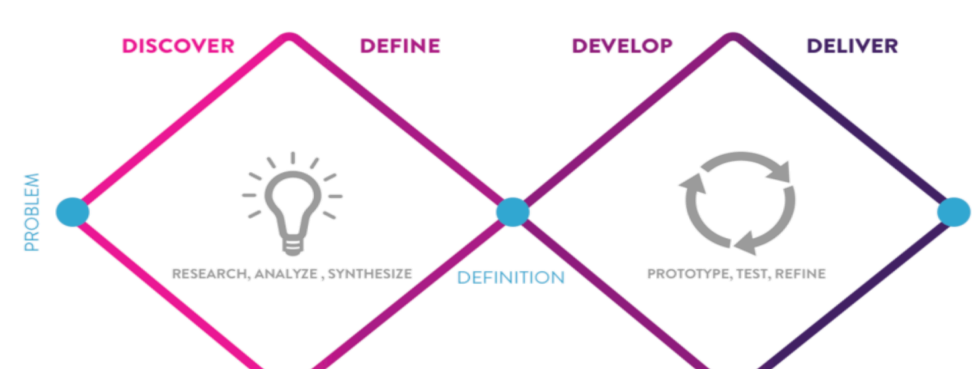 DISCOVER
DEFINE
DEVELOP
DELIVER
PROBLEM
RESEARCH, ANALYZE , SYNTHESIZE
DEFINITION
PROTOTYPE, TEST, REFINE